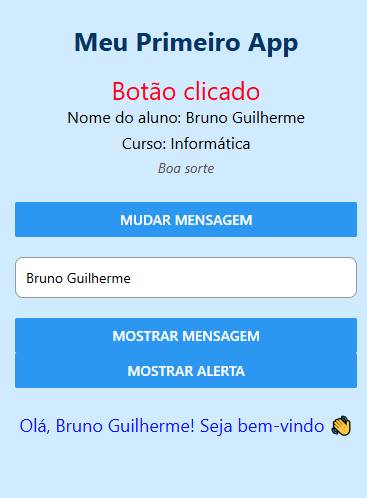 Meu Primeiro App
Botão clicado
Nome do aluno: Bruno Guilherme
Curso: Informática
Boa sorte
MUDAR MENSAGEM
Bruno Guilherme
MOSTRAR MENSAGEM
MOSTRAR ALERTA
Olá, Bruno Guilherme! Seja bem-vindo 👏